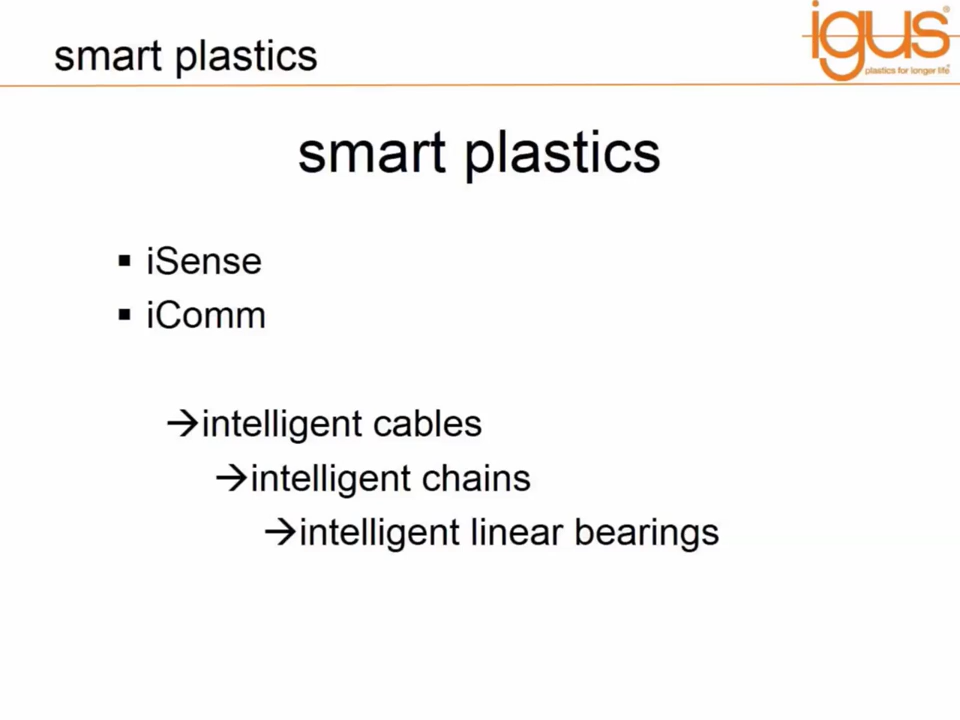 smart plastics
igus®
plastics for longer life®
smart plastics
▪ iSense
▪ iComm
→intelligent cables
→intelligent chains
→intelligent linear bearings